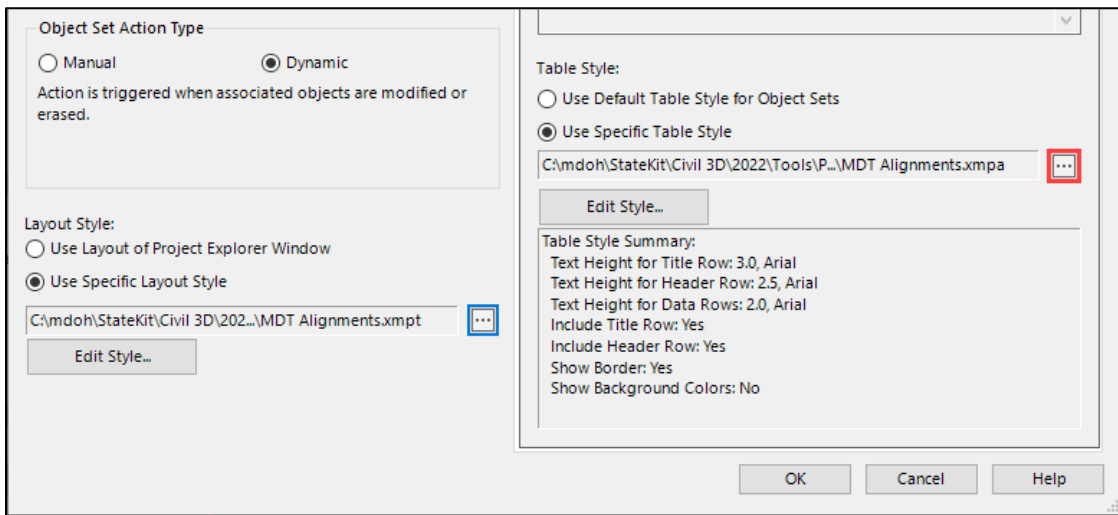 Object Set Action Type
Manual
Dynamic
Action is triggered when associated objects are modified or
erased.
Layout Style:
Use Layout of Project Explorer Window
Use Specific Layout Style
C:\mdoh\StateKit\Civil 3D\202...\MDT Alignments.xmpt
...
Edit Style...
Table Style:
Use Default Table Style for Object Sets
Use Specific Table Style
C:\mdoh\StateKit\Civil 3D\2022\Tools\P...\MDT Alignments.xmpa
...
Edit Style...
Table Style Summary:
Text Height for Title Row: 3.0, Arial
Text Height for Header Row: 2.5, Arial
Text Height for Data Rows: 2.0, Arial
Include Title Row: Yes
Include Header Row: Yes
Show Border: Yes
Show Background Colors: No
OK
Cancel
Help